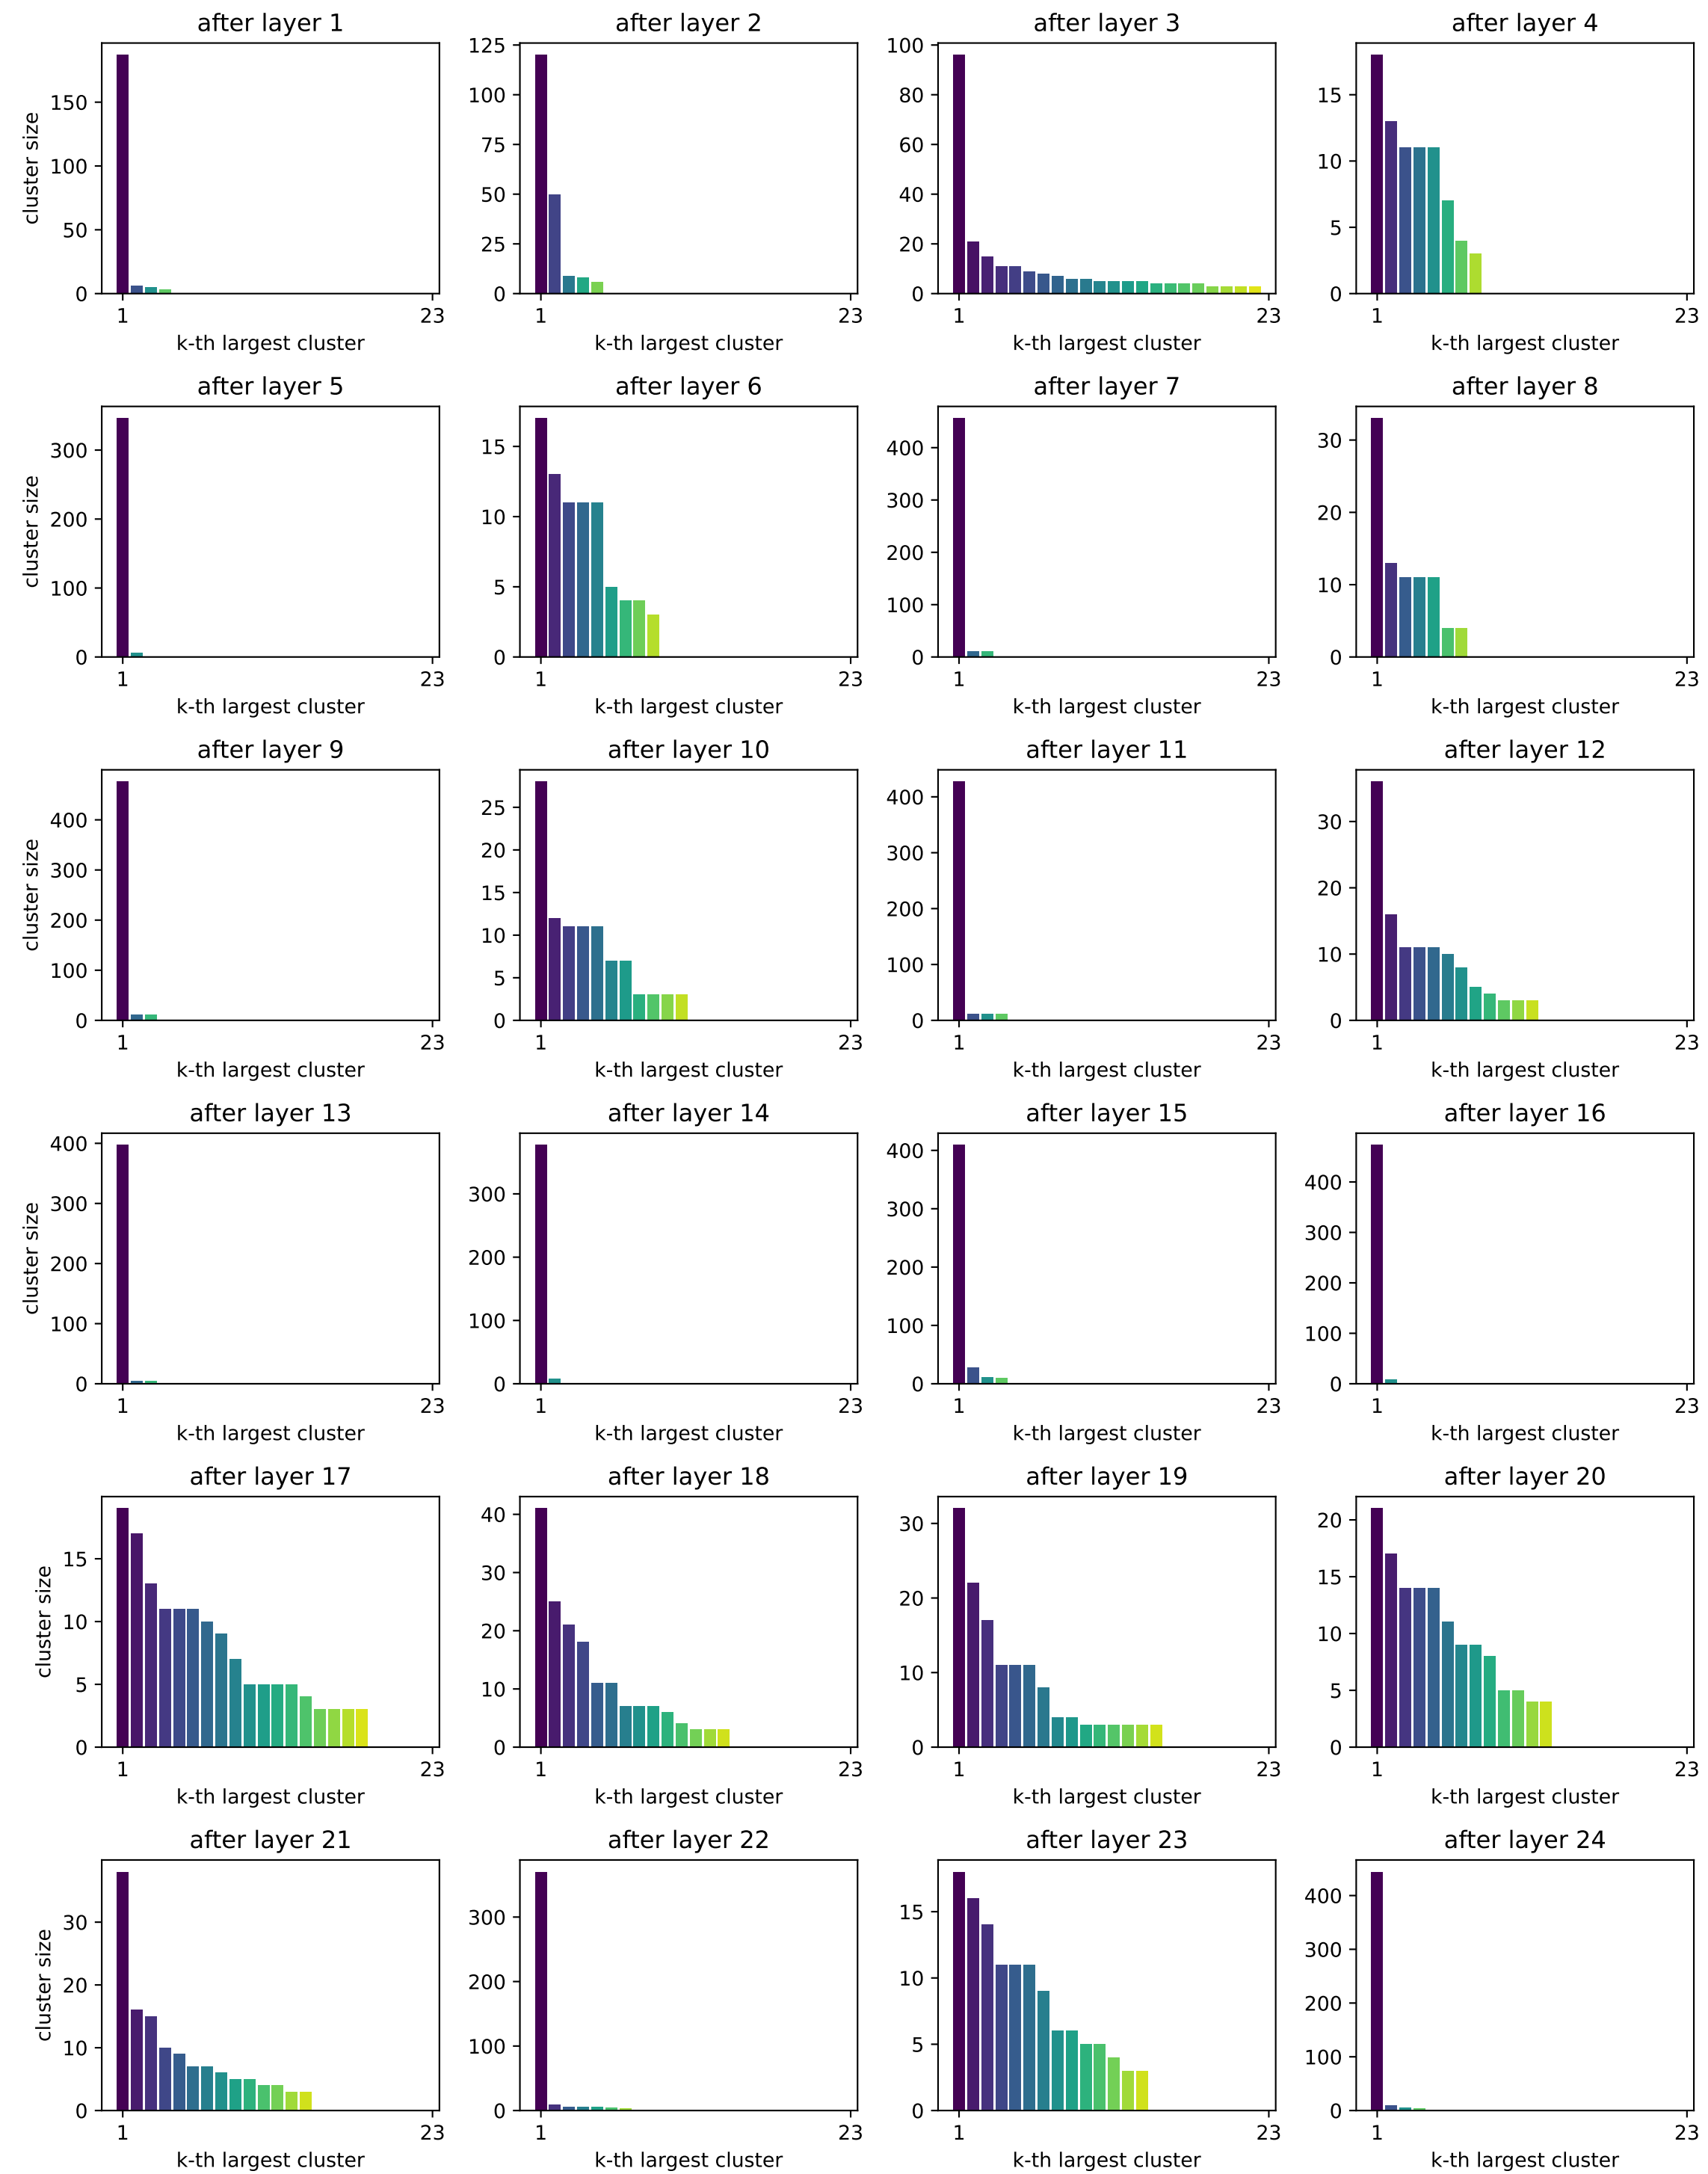 after layer 1
after layer 2
after layer 3
after layer 4
cluster size
0
50
100
150
0
25
50
75
100
125
0
20
40
60
80
100
0
5
10
15
1
23
1
23
1
23
1
23
k-th largest cluster
k-th largest cluster
k-th largest cluster
k-th largest cluster
after layer 5
after layer 6
after layer 7
after layer 8
cluster size
0
100
200
300
0
5
10
15
0
100
200
300
400
0
10
20
30
1
23
1
23
1
23
1
23
k-th largest cluster
k-th largest cluster
k-th largest cluster
k-th largest cluster
after layer 9
after layer 10
after layer 11
after layer 12
cluster size
0
100
200
300
400
0
5
10
15
20
25
0
100
200
300
400
0
10
20
30
1
23
1
23
1
23
1
23
k-th largest cluster
k-th largest cluster
k-th largest cluster
k-th largest cluster
after layer 13
after layer 14
after layer 15
after layer 16
cluster size
0
100
200
300
400
0
100
200
300
0
100
200
300
400
0
100
200
300
400
1
23
1
23
1
23
1
23
k-th largest cluster
k-th largest cluster
k-th largest cluster
k-th largest cluster
after layer 17
after layer 18
after layer 19
after layer 20
cluster size
0
5
10
15
0
10
20
30
40
0
10
20
30
0
5
10
15
20
1
23
1
23
1
23
1
23
k-th largest cluster
k-th largest cluster
k-th largest cluster
k-th largest cluster
after layer 21
after layer 22
after layer 23
after layer 24
cluster size
0
10
20
30
0
100
200
300
0
5
10
15
0
100
200
300
400
1
23
1
23
1
23
1
23
k-th largest cluster
k-th largest cluster
k-th largest cluster
k-th largest cluster